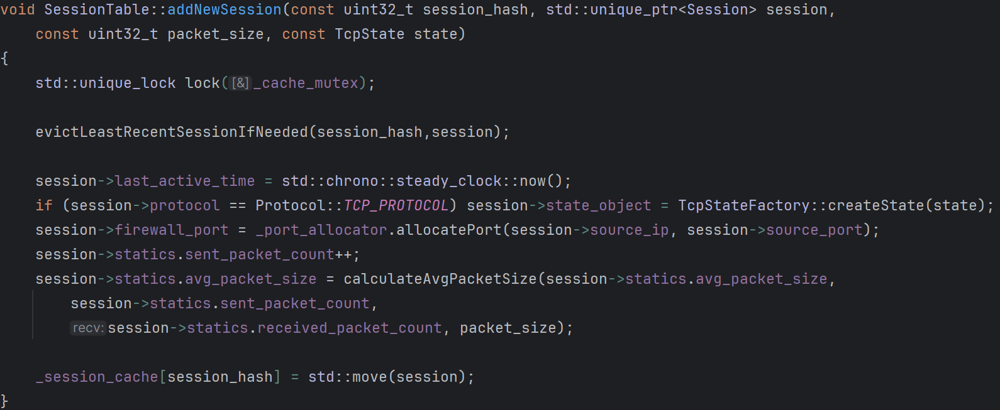 void SessionTable::addNewSession(const uint32_t session_hash, std::unique_ptr<Session> session,
    const uint32_t packet_size, const TcpState state)
{
    std::unique_lock lock([&]_cache_mutex);

    evictLeastRecentSessionIfNeeded(session_hash,session);

    session->last_active_time = std::chrono::steady_clock::now();
    if (session->protocol == Protocol::TCP_PROTOCOL) session->state_object = TcpStateFactory::createState(state);
    session->firewall_port = _port_allocator.allocatePort(session->source_ip, session->source_port);
    session->statics.sent_packet_count++;
    session->statics.avg_packet_size = calculateAvgPacketSize(session->statics.avg_packet_size,
        session->statics.sent_packet_count,
        recv: session->statics.received_packet_count, packet_size);

    _session_cache[session_hash] = std::move(session);
}